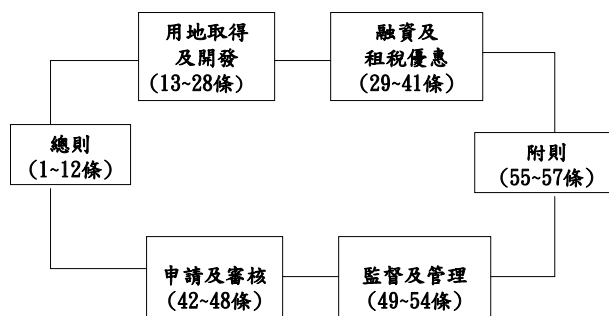 用地取得
及開發
(13~28條)
融資及
租稅優惠
(29~41條)
總則
(1~12條)
附則
(55~57條)
申請及審核
(42~48條)
監督及管理
(49~54條)